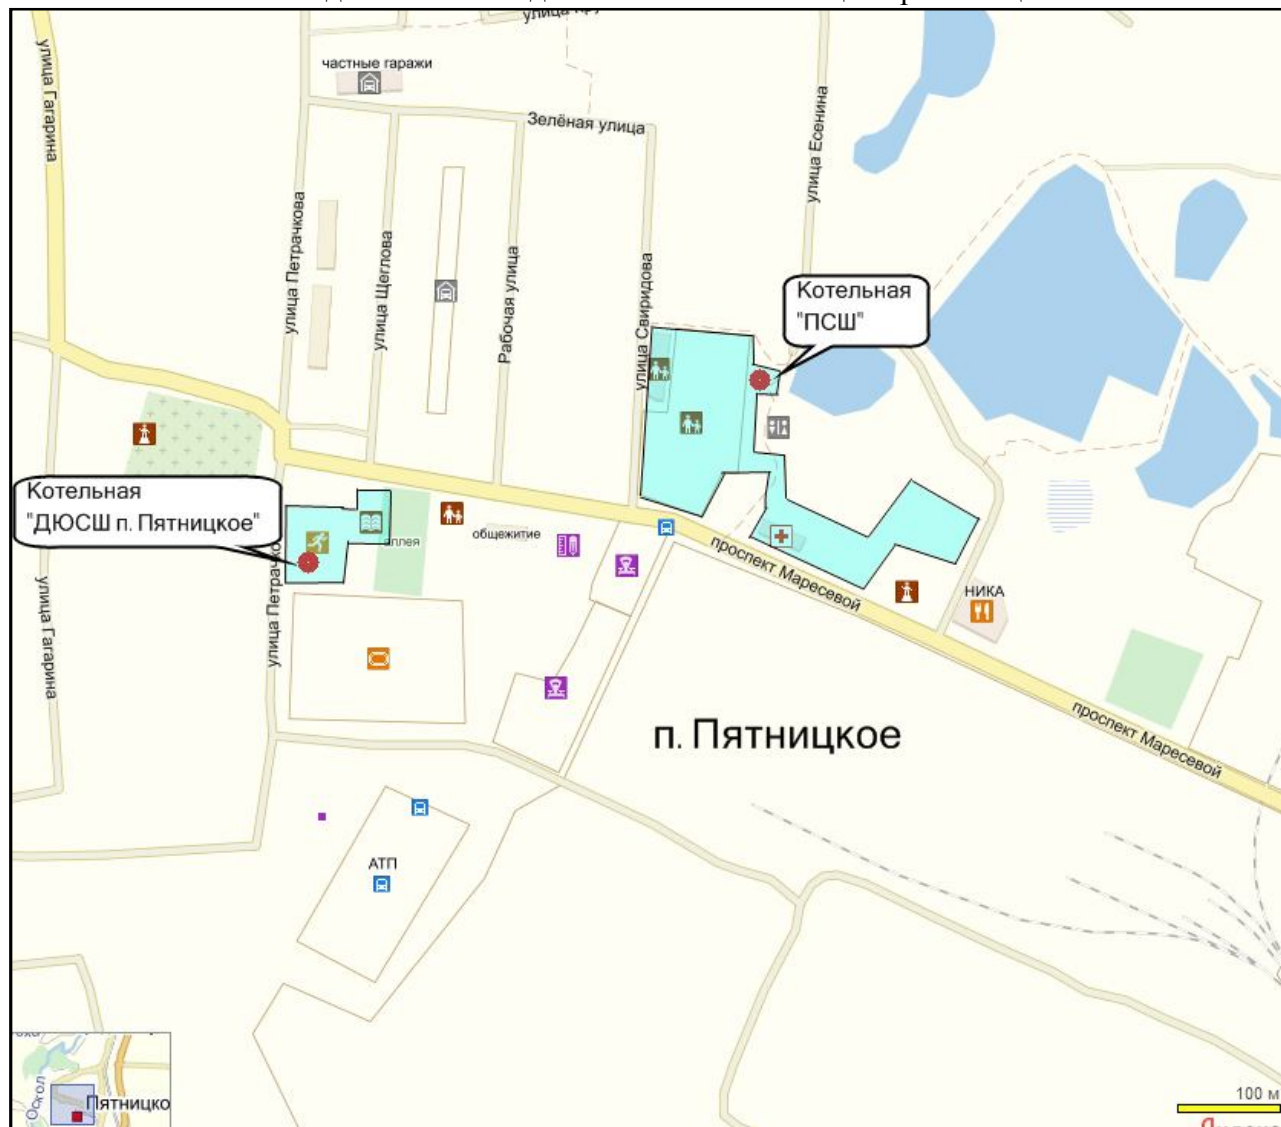 улица Гагарина
частные гаражи
Зелёная улица
улица Есенина
улица Петрачкова
улица Щеглова
Рабочая улица
улица Свиридова
Котельная
"ПСШ"
Котельная
"ДЮСШ п. Пятницкое"
аллея
общежитие
проспект Маресевой
НИКА
улица Гагарина
улица
п. Пятницкое
проспект Маресевой
АТП
Оскол
Пятницко
100 м